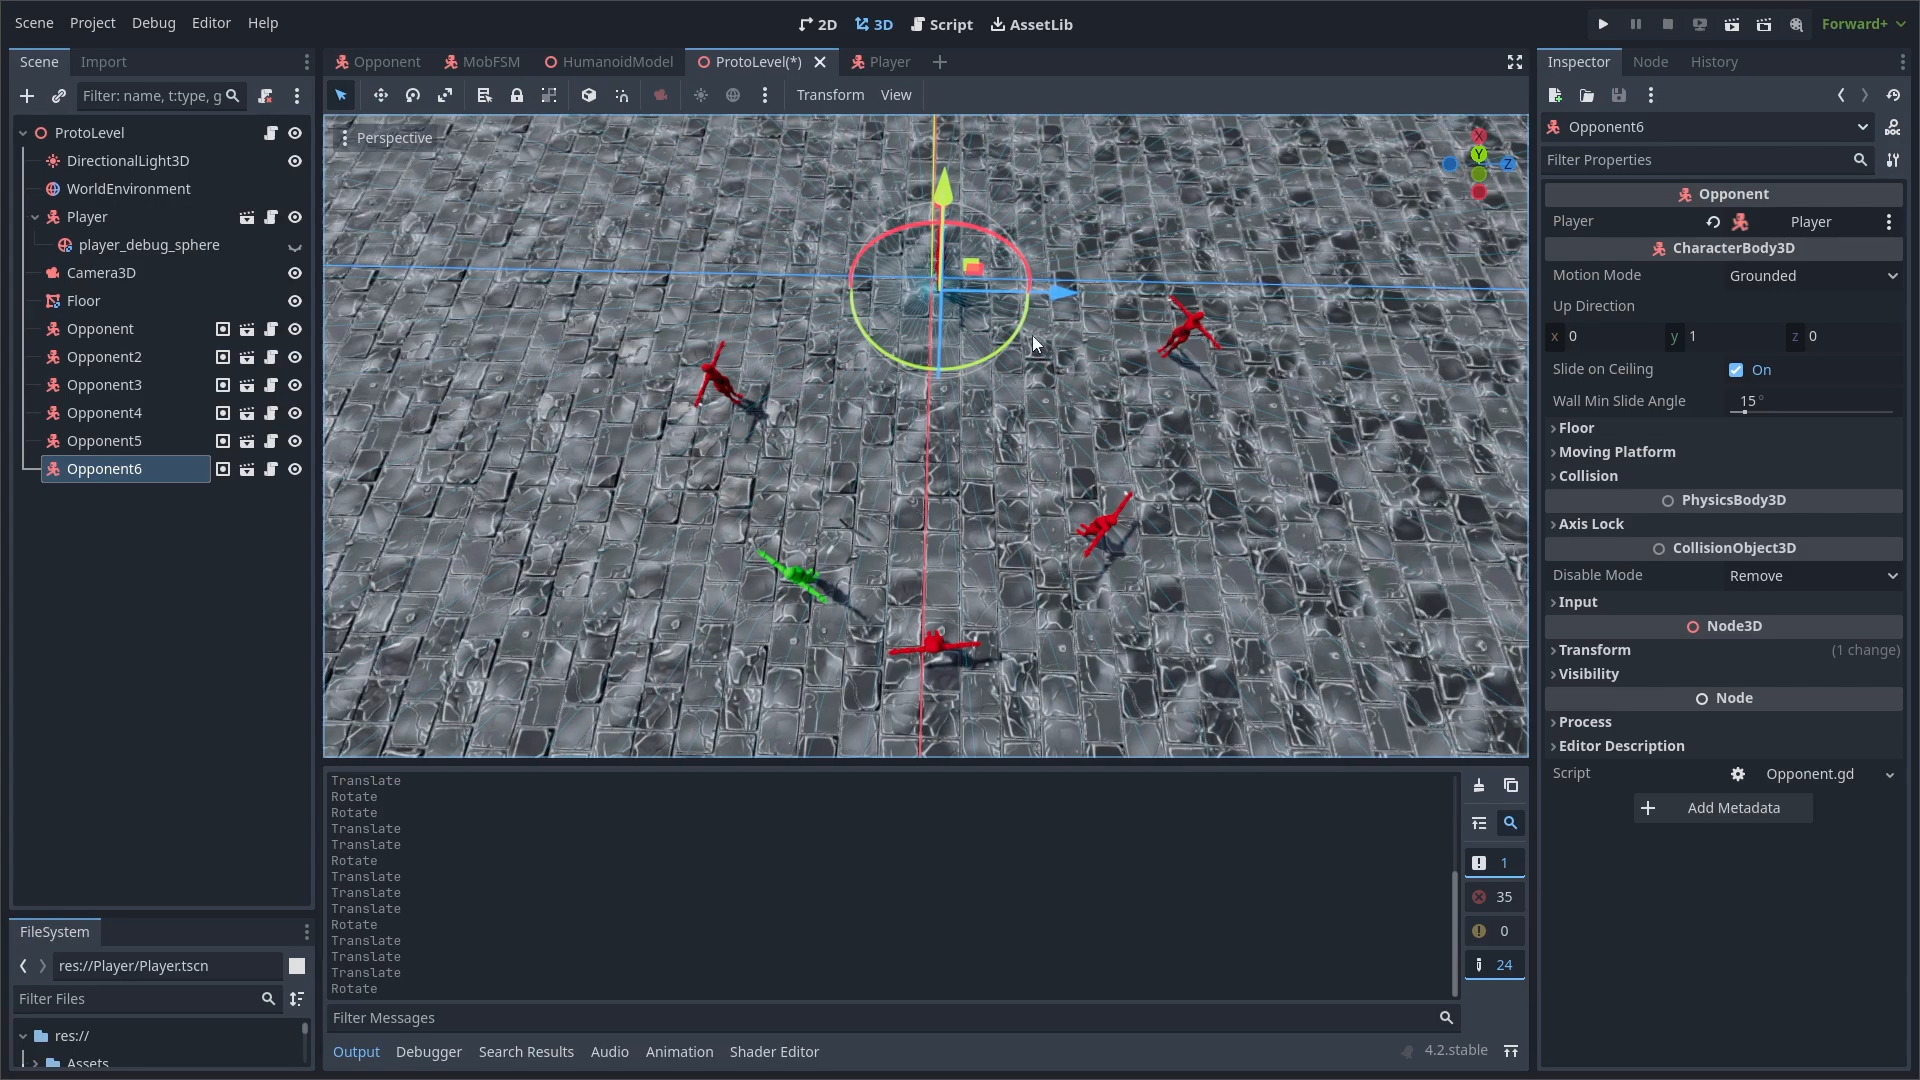 Scene Project Debug Editor Help
2D 3D Script AssetLib
Forward+
Scene Import
Filter: name, t:type, g
ProtoLevel
DirectionalLight3D
WorldEnvironment
Player
player_debug_sphere
Camera3D
Floor
Opponent
Opponent2
Opponent3
Opponent4
Opponent5
Opponent6
FileSystem
res://Player/Player.tscn
Filter Files
res://
Assets
Opponent MobFSM HumanoidModel ProtoLevel(*) Player
Transform View
Perspective
X
Y
Z
Translate
Rotate
Rotate
Translate
Translate
Rotate
Translate
Translate
Translate
Rotate
Translate
Translate
Translate
Rotate
1
35
0
24
Filter Messages
Output Debugger Search Results Audio Animation Shader Editor
4.2.stable
Inspector Node History
Opponent6
Filter Properties
Opponent
Player Player
CharacterBody3D
Motion Mode Grounded
Up Direction
x 0 y 1 z 0
Slide on Ceiling On
Wall Min Slide Angle 15 °
Floor
Moving Platform
Collision
PhysicsBody3D
Axis Lock
CollisionObject3D
Disable Mode Remove
Input
Node3D
Transform (1 change)
Visibility
Node
Process
Editor Description
Script Opponent.gd
Add Metadata